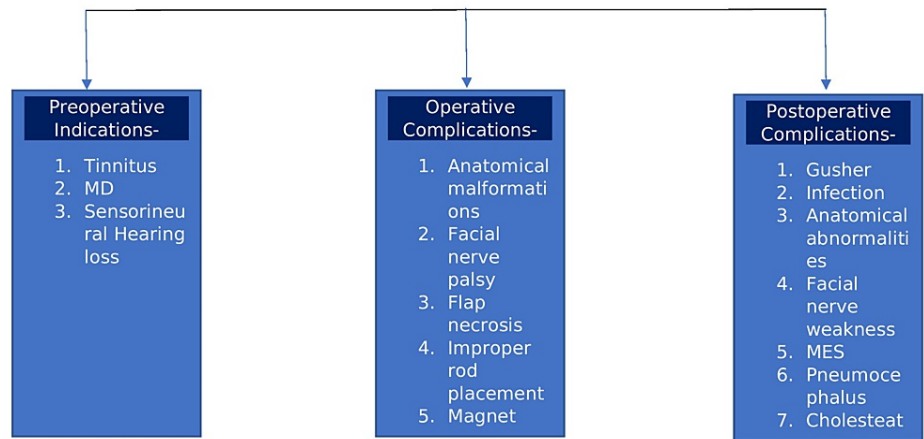 Preoperative
Indications-
1. Tinnitus
2. MD
3. Sensorineu
ral Hearing
loss
Operative
Complications-
1. Anatomical
malformati
ons
2. Facial
nerve
palsy
3. Flap
necrosis
4. Improper
rod
placement
5. Magnet
Postoperative
Complications-
1. Gusher
2. Infection
3. Anatomical
abnormaliti
es
4. Facial
nerve
weakness
5. MES
6. Pneumoce
phalus
7. Cholesteat